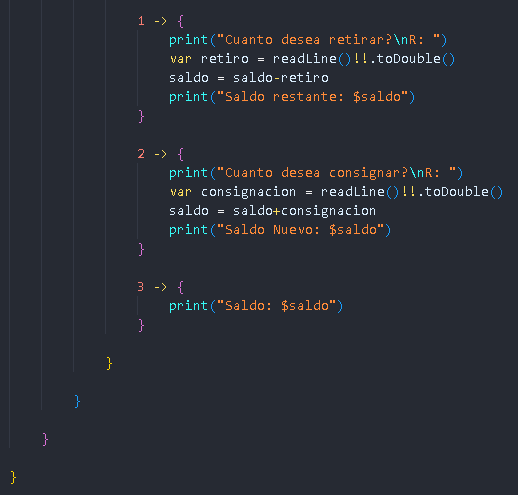 1 -> {
print("Cuanto desea retirar?\nR: ")
var retiro = readLine()!!.toDouble()
saldo = saldo-retiro
print("Saldo restante: $saldo")
}
2 -> {
print("Cuanto desea consignar?\nR: ")
var consignacion = readLine()!!.toDouble()
saldo = saldo+consignacion
print("Saldo Nuevo: $saldo")
}
3 -> {
print("Saldo: $saldo")
}
}
}
}
}